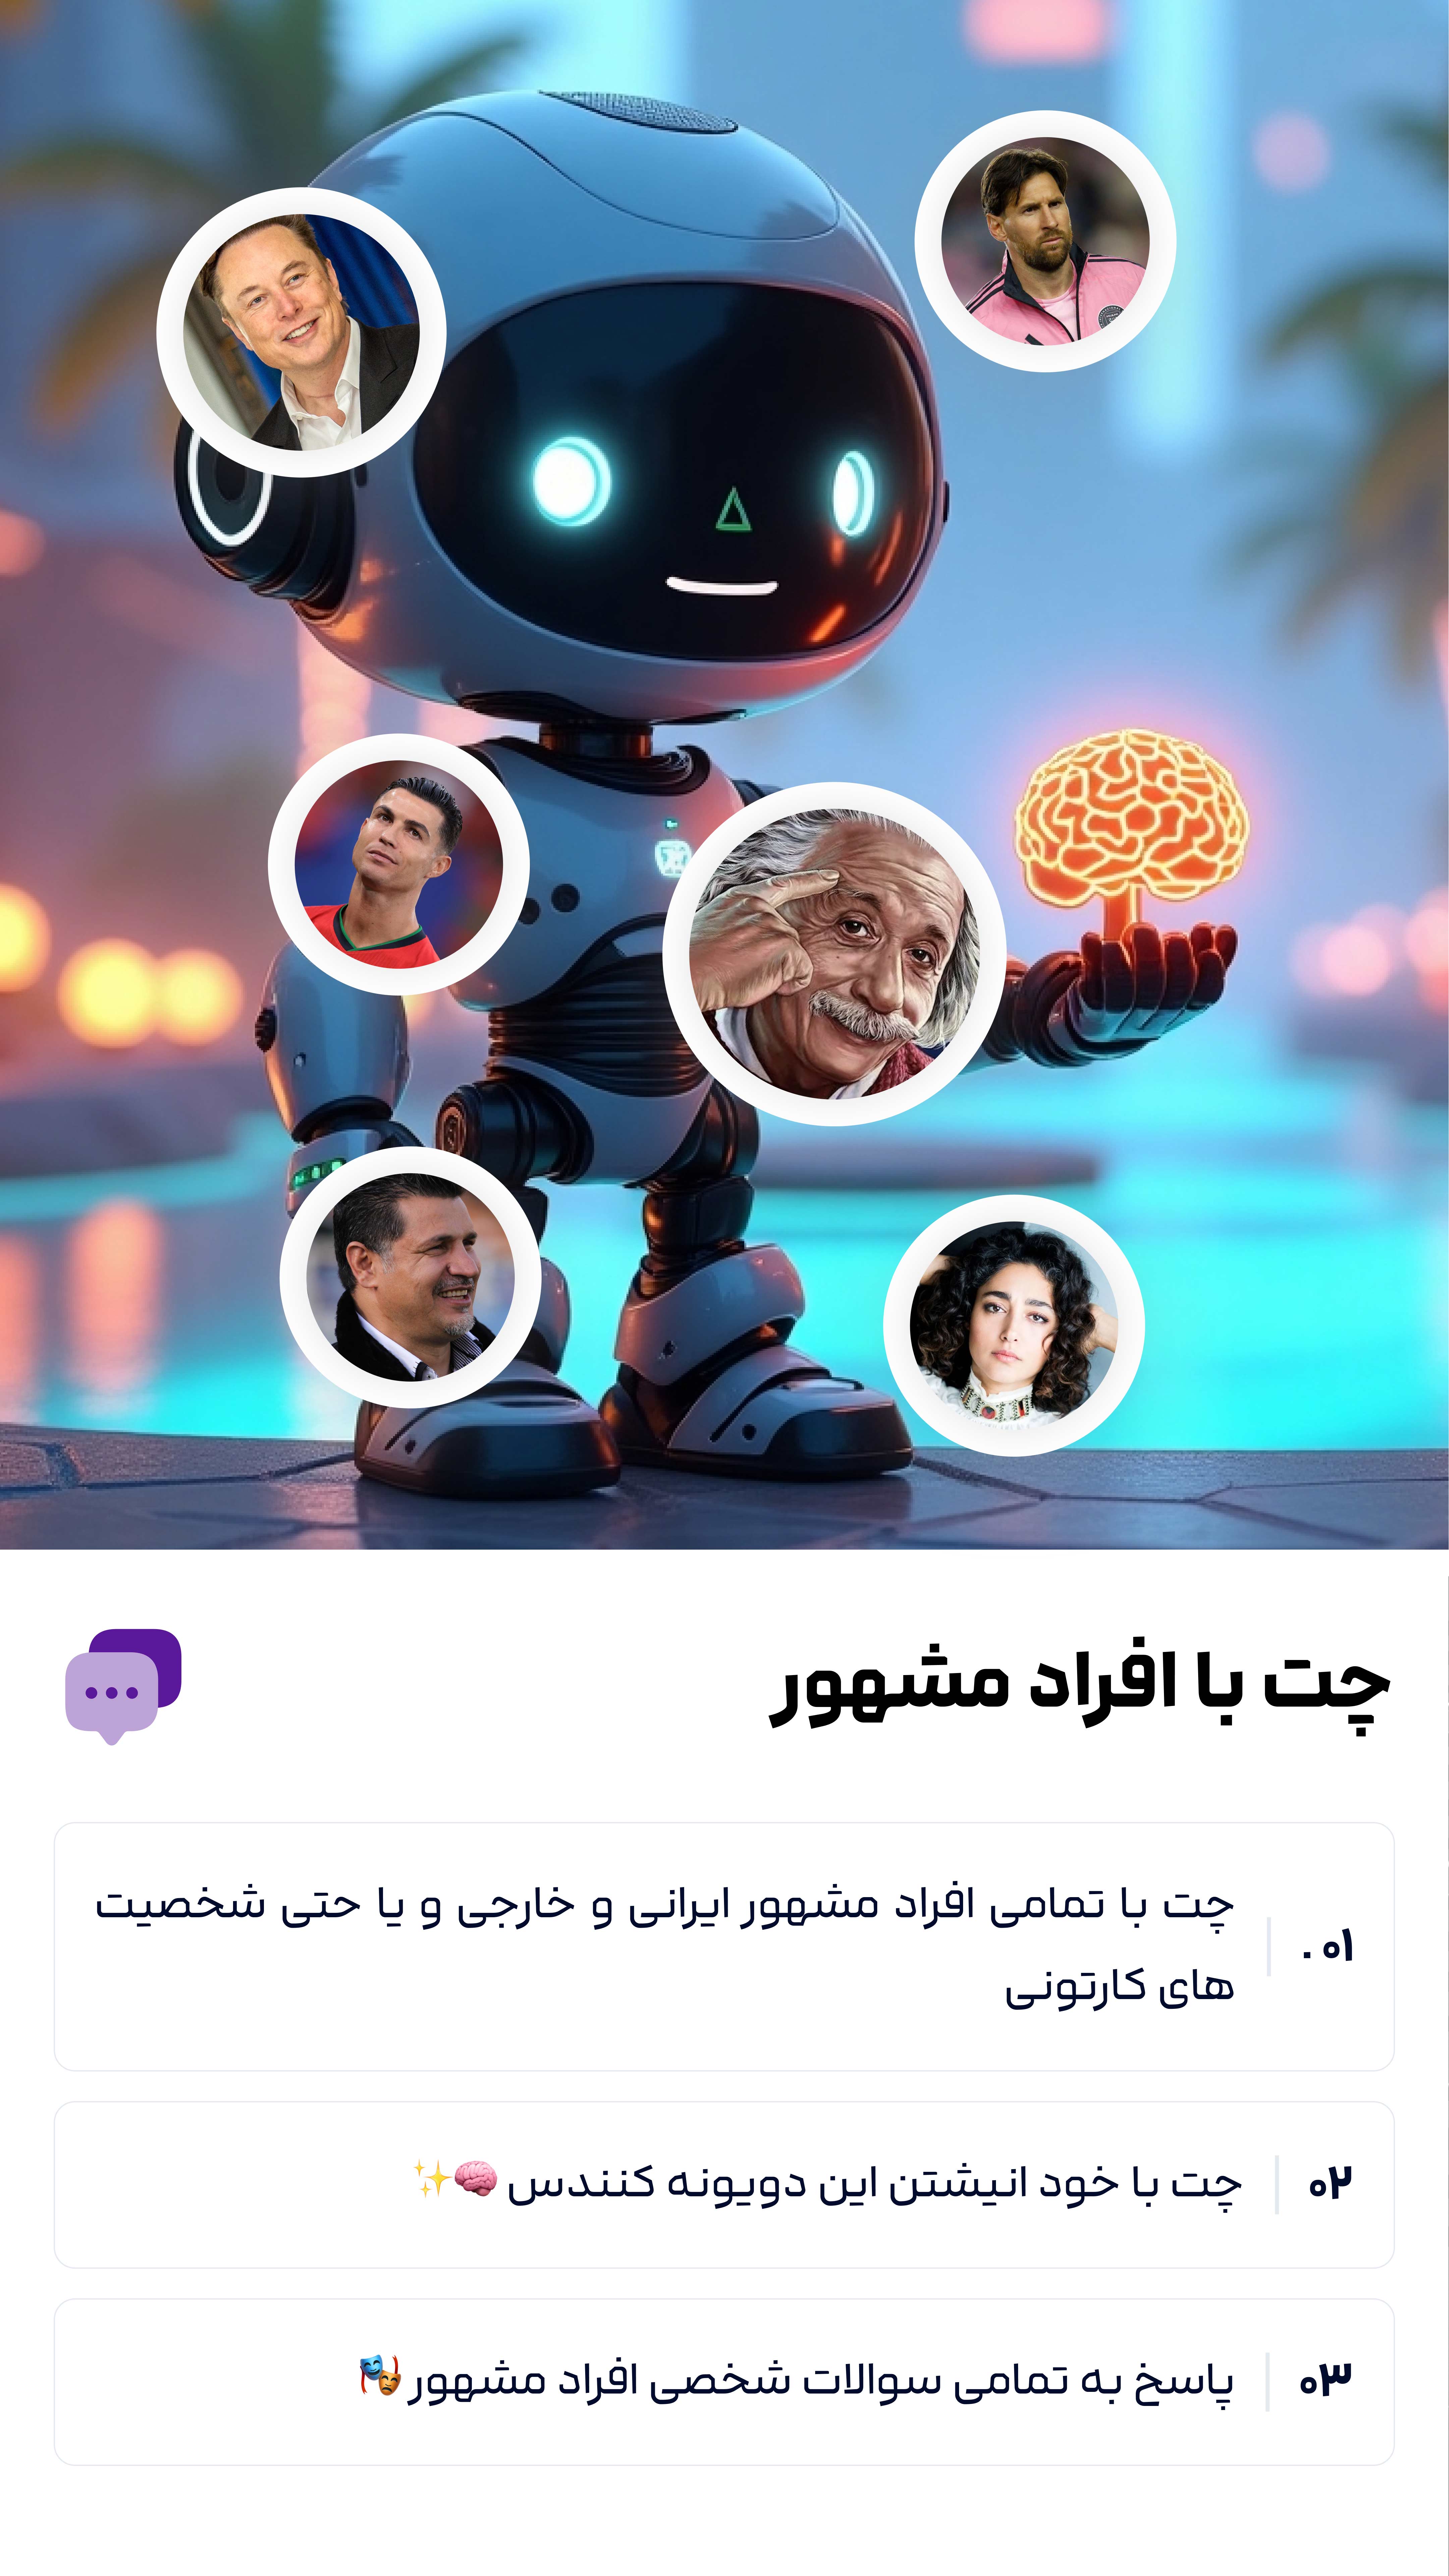 چت با افراد مشهور
۰۱ .
چت با تمامی افراد مشهور ایرانی و خارجی و یا حتی شخصیت
های کارتونی
۰۲
چت با خود انیشتن این دویونه کنندس 🧠✨
۰۳
پاسخ به تمامی سوالات شخصی افراد مشهور🎭